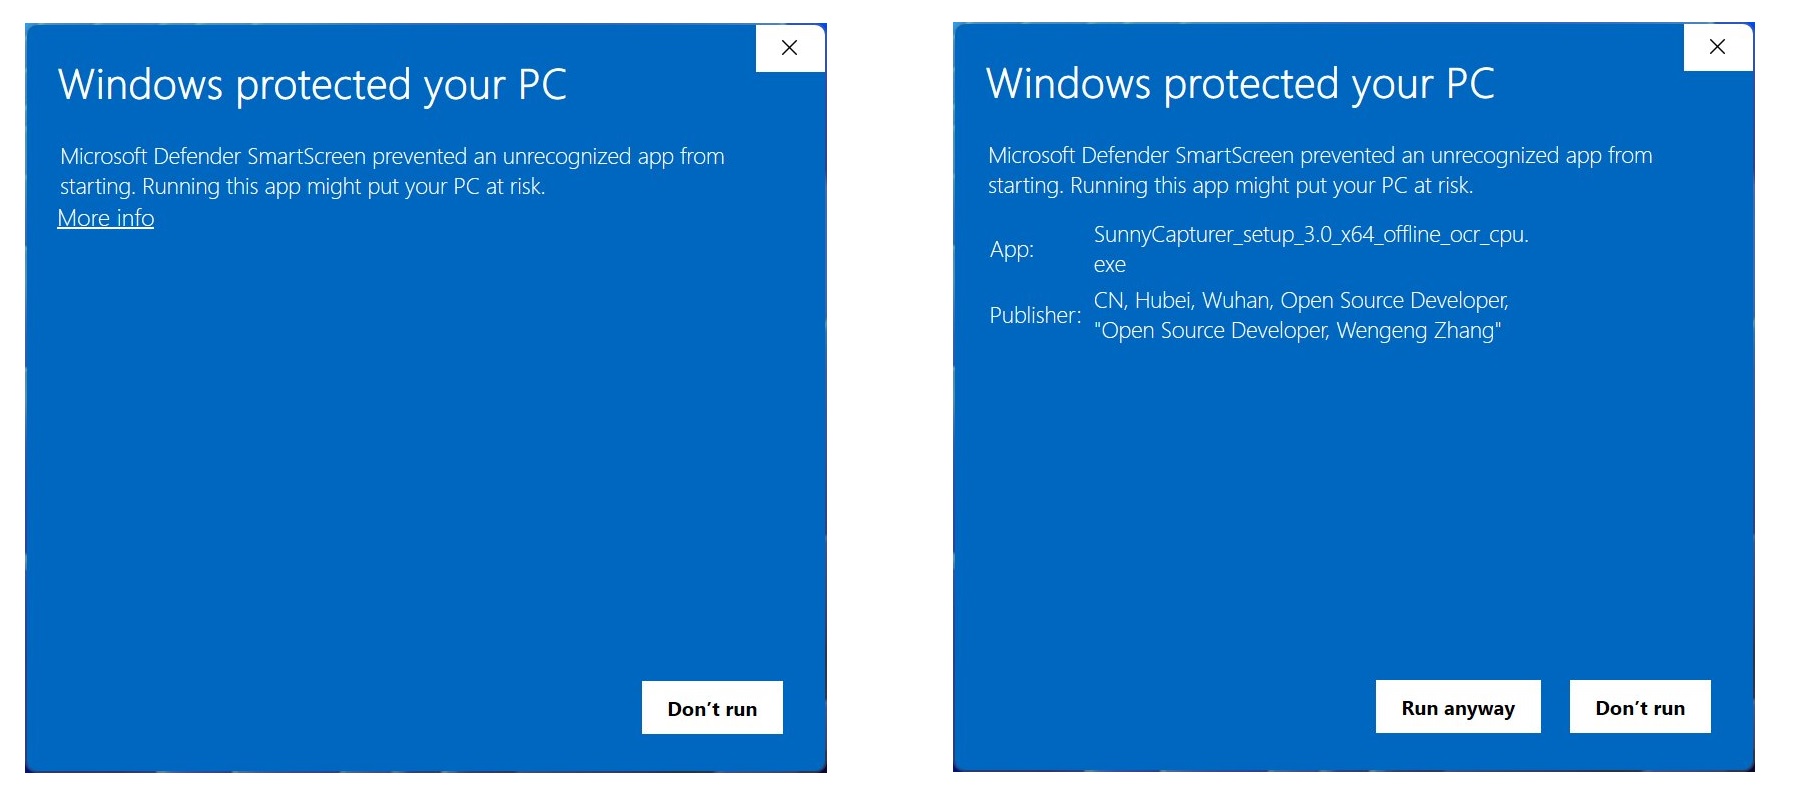 Windows protected your PC
Microsoft Defender SmartScreen prevented an unrecognized app from
starting. Running this app might put your PC at risk.
More info
Don't run
Windows protected your PC
Microsoft Defender SmartScreen prevented an unrecognized app from
starting. Running this app might put your PC at risk.
App:
SunnyCapturer_setup_3.0_x64_offline_ocr_cpu.
exe
Publisher:
CN, Hubei, Wuhan, Open Source Developer,
"Open Source Developer, Wengeng Zhang"
Run anyway
Don't run